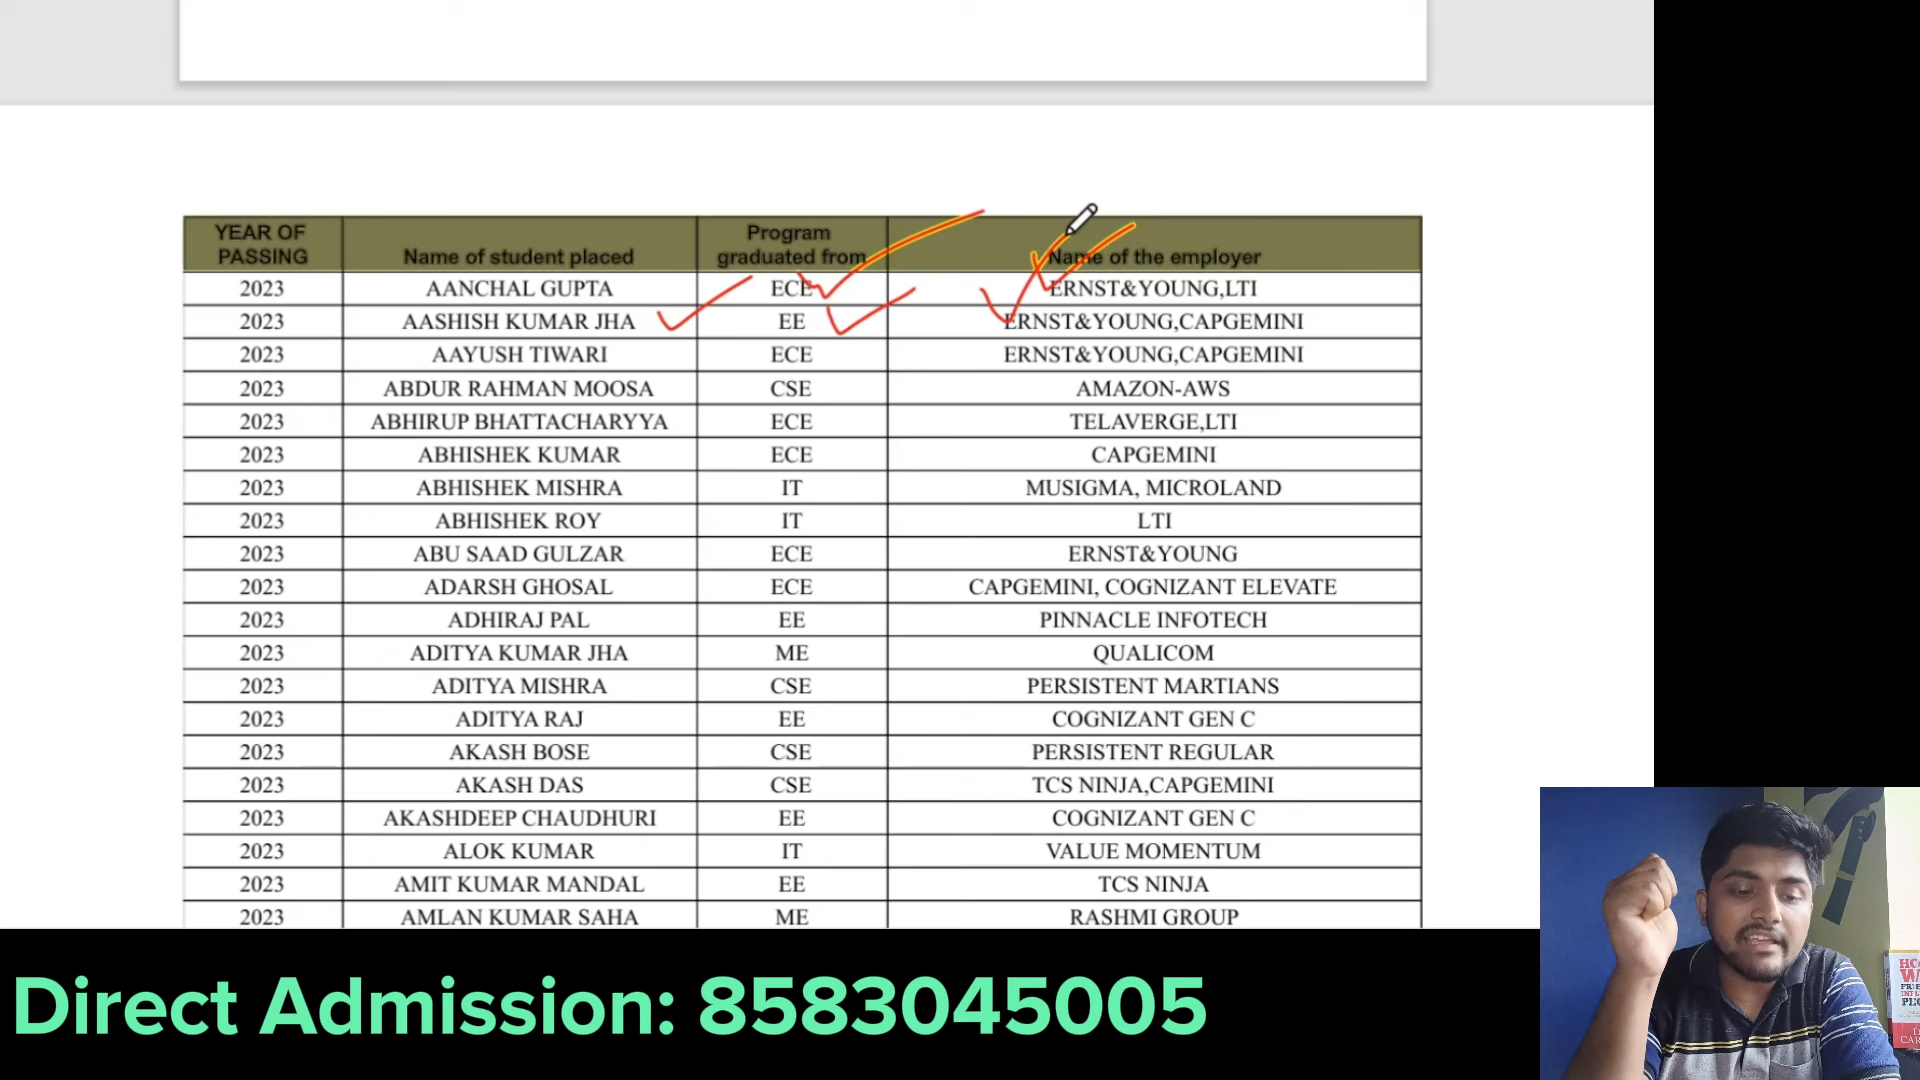 YEAR OF PASSING Name of student placed Program graduated from Name of the employer
2023 AANCHAL GUPTA ECE ERNST&YOUNG,LTI
2023 AASHISH KUMAR JHA EE ERNST&YOUNG,CAPGEMINI
2023 AAYUSH TIWARI ECE ERNST&YOUNG,CAPGEMINI
2023 ABDUR RAHMAN MOOSA CSE AMAZON-AWS
2023 ABHIRUP BHATTACHARYYA ECE TELAVERGE,LTI
2023 ABHISHEK KUMAR ECE CAPGEMINI
2023 ABHISHEK MISHRA IT MUSIGMA, MICROLAND
2023 ABHISHEK ROY IT LTI
2023 ABU SAAD GULZAR ECE ERNST&YOUNG
2023 ADARSH GHOSAL ECE CAPGEMINI, COGNIZANT ELEVATE
2023 ADHIRAJ PAL EE PINNACLE INFOTECH
2023 ADITYA KUMAR JHA ME QUALICOM
2023 ADITYA MISHRA CSE PERSISTENT MARTIANS
2023 ADITYA RAJ EE COGNIZANT GEN C
2023 AKASH BOSE CSE PERSISTENT REGULAR
2023 AKASH DAS CSE TCS NINJA,CAPGEMINI
2023 AKASHDEEP CHAUDHURI EE COGNIZANT GEN C
2023 ALOK KUMAR IT VALUE MOMENTUM
2023 AMIT KUMAR MANDAL EE TCS NINJA
2023 AMLAN KUMAR SAHA ME RASHMI GROUP
Direct Admission: 8583045005